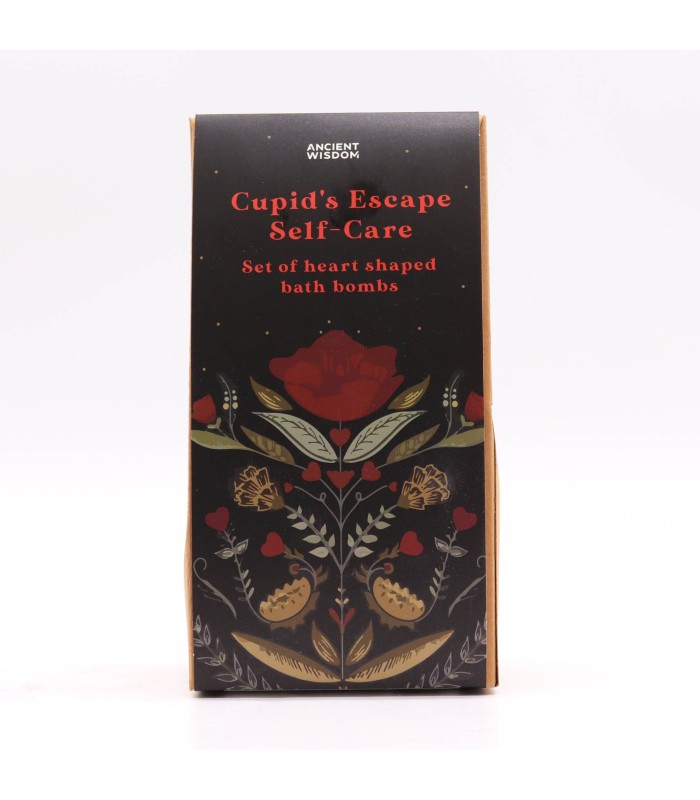 ANCIENT
WISDOM
Cupid's Escape
Self-Care
Set of heart shaped
bath bombs